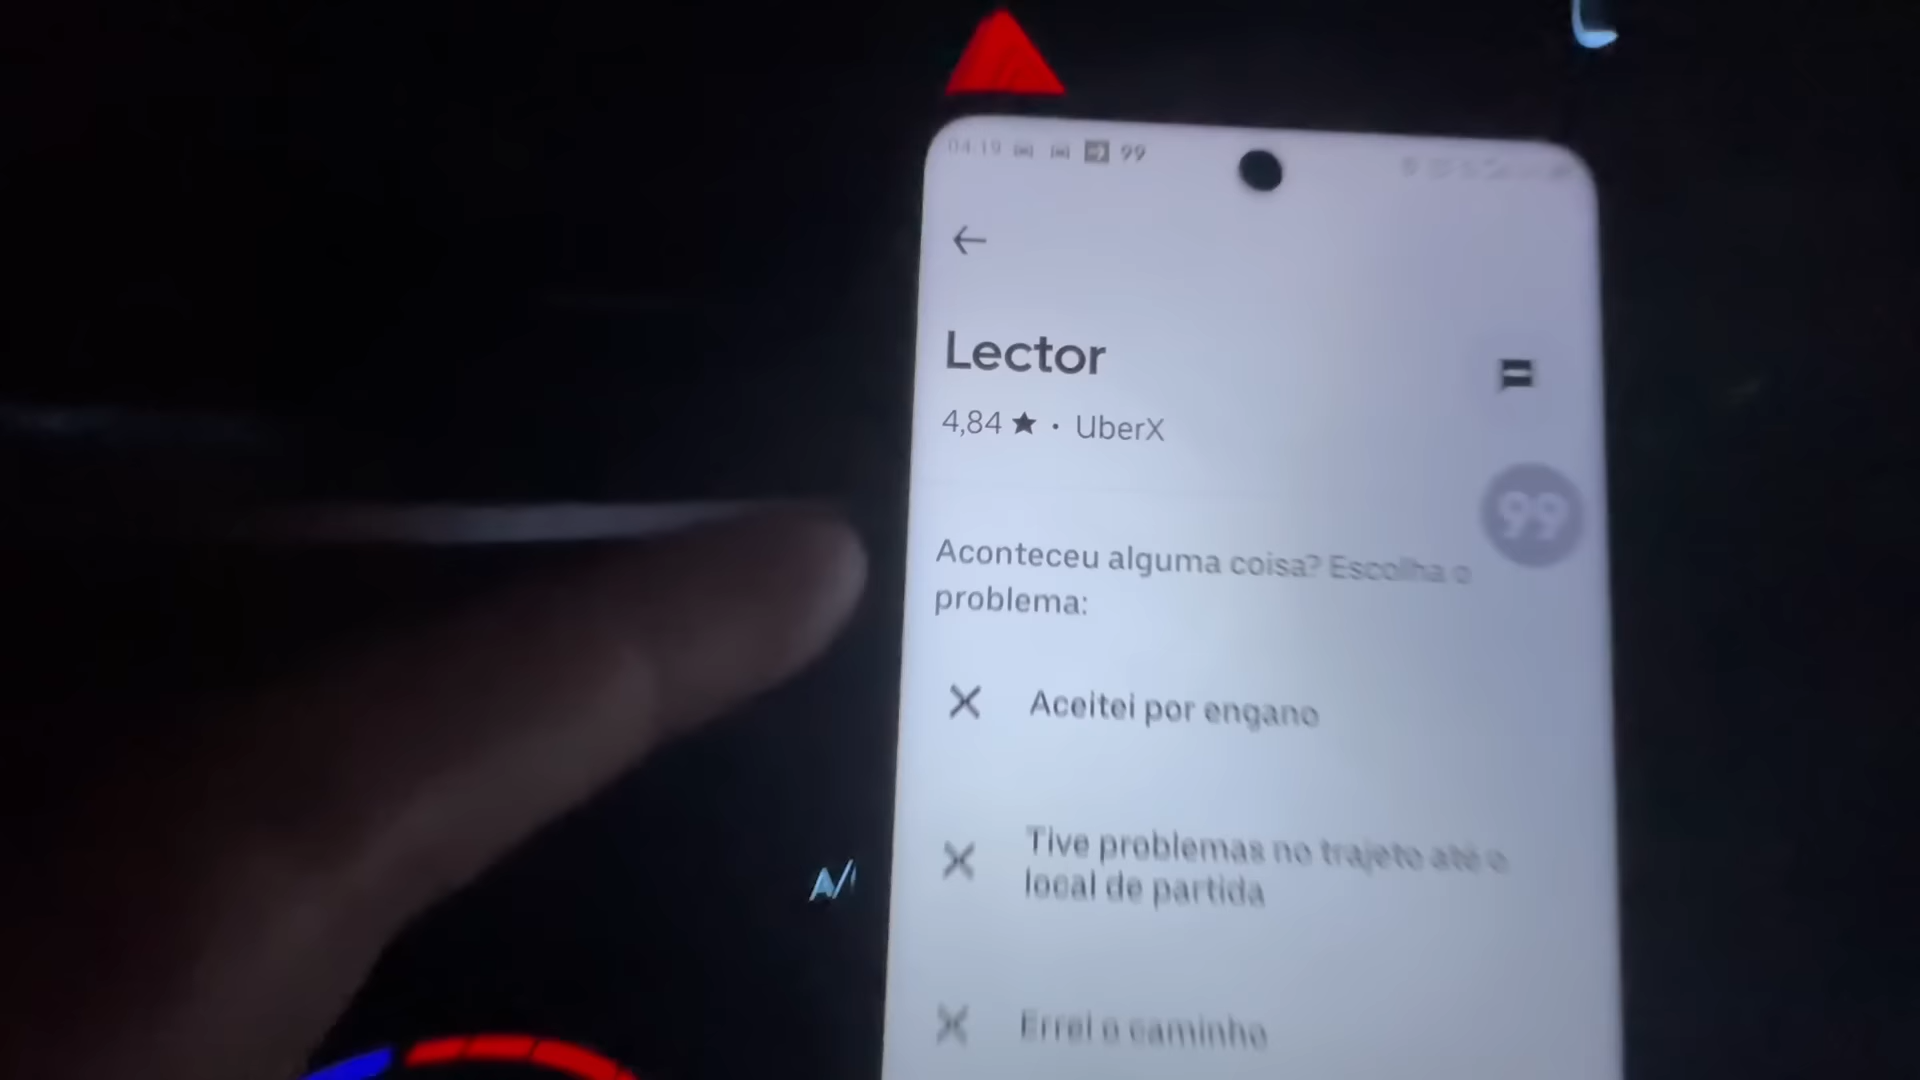 04:19 99
Lector
4,84 ★ · UberX
99
Aconteceu alguma coisa? Escolha o
problema:
Aceitei por engano
Tive problemas no trajeto até o
local de partida
Errei o caminho
A/